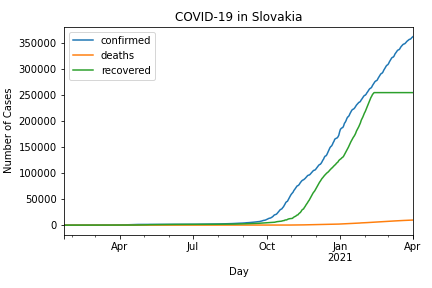 COVID-19 in Slovakia
confirmed
deaths
recovered
350000
300000
250000
200000
150000
100000
50000
0
Number of Cases
Apr
Jul
Oct
Jan
2021
Apr
Day